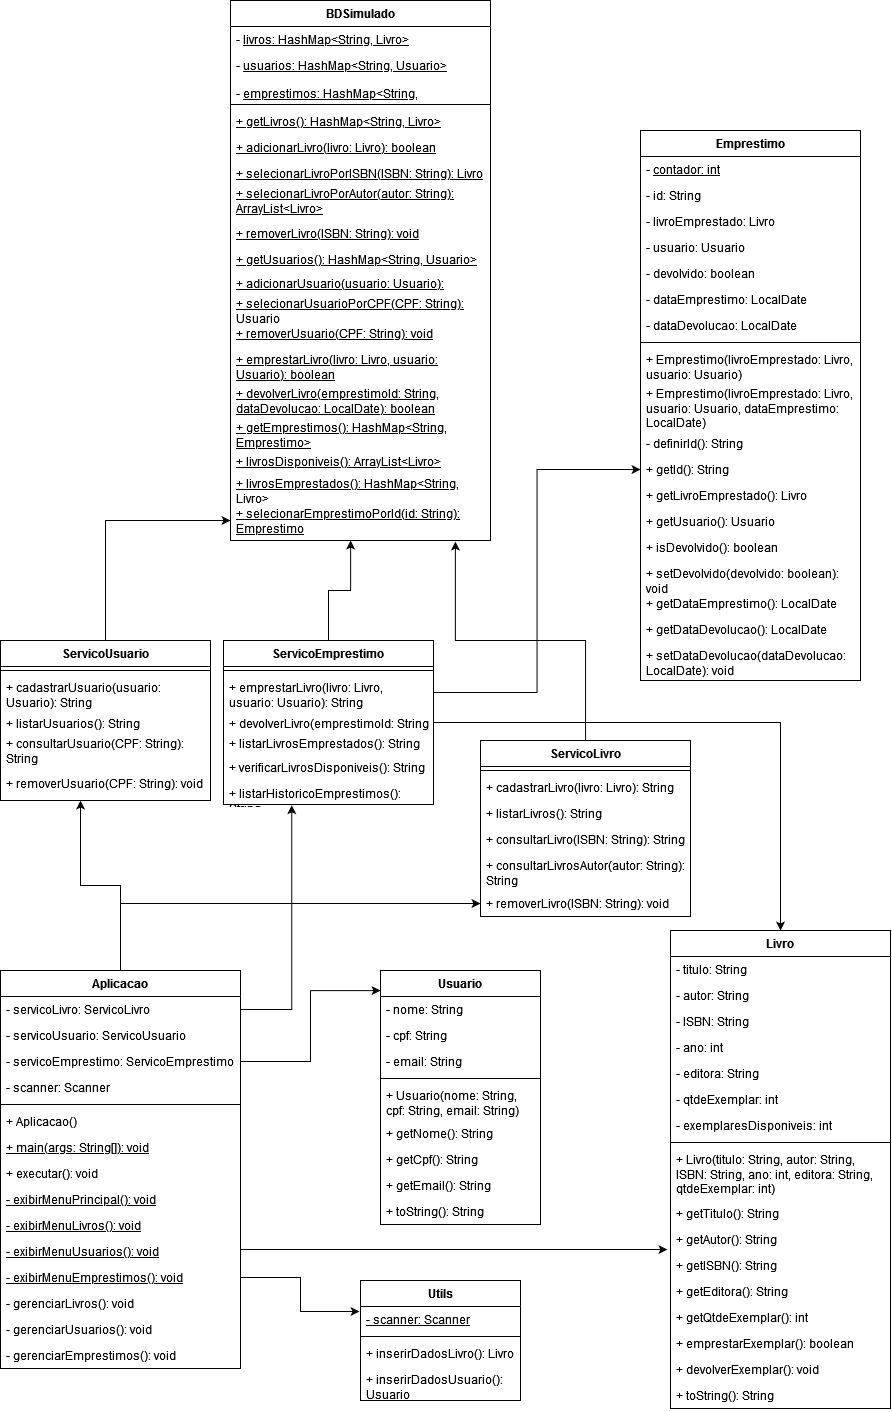 BDSimulado
- livros: HashMap<String, Livro>
- usuarios: HashMap<String, Usuario>
- emprestimos: HashMap<String,
+ getLivros(): HashMap<String, Livro>
+ adicionarLivro(livro: Livro): boolean
+ selecionarLivroPorISBN(ISBN: String): Livro
+ selecionarLivroPorAutor(autor: String):
ArrayList<Livro>
+ removerLivro(ISBN: String): void
+ getUsuarios(): HashMap<String, Usuario>
+ adicionarUsuario(usuario: Usuario):
+ selecionarUsuarioPorCPF(CPF: String):
Usuario
+ removerUsuario(CPF: String): void
+ emprestarLivro(livro: Livro, usuario:
Usuario): boolean
+ devolverLivro(emprestimoId: String,
dataDevolucao: LocalDate): boolean
+ getEmprestimos(): HashMap<String,
Emprestimo>
+ livrosDisponiveis(): ArrayList<Livro>
+ livrosEmprestados(): HashMap<String,
Livro>
+ selecionarEmprestimoPorId(id: String):
Emprestimo
Emprestimo
- contador: int
- id: String
- livroEmprestado: Livro
- usuario: Usuario
- devolvido: boolean
- dataEmprestimo: LocalDate
- dataDevolucao: LocalDate
+ Emprestimo(livroEmprestado: Livro,
usuario: Usuario)
+ Emprestimo(livroEmprestado: Livro,
usuario: Usuario, dataEmprestimo:
LocalDate)
- definirId(): String
+ getId(): String
+ getLivroEmprestado(): Livro
+ getUsuario(): Usuario
+ isDevolvido(): boolean
+ setDevolvido(devolvido: boolean):
void
+ getDataEmprestimo(): LocalDate
+ getDataDevolucao(): LocalDate
+ setDataDevolucao(dataDevolucao:
LocalDate): void
ServicoUsuario
+ cadastrarUsuario(usuario:
Usuario): String
+ listarUsuarios(): String
+ consultarUsuario(CPF: String):
String
+ removerUsuario(CPF: String): void
ServicoEmprestimo
+ emprestarLivro(livro: Livro,
usuario: Usuario): String
+ devolverLivro(emprestimoId: String
+ listarLivrosEmprestados(): String
+ verificarLivrosDisponiveis(): String
+ listarHistoricoEmprestimos():
String
ServicoLivro
+ cadastrarLivro(livro: Livro): String
+ listarLivros(): String
+ consultarLivro(ISBN: String): String
+ consultarLivrosAutor(autor: String):
String
+ removerLivro(ISBN: String): void
Aplicacao
- servicoLivro: ServicoLivro
- servicoUsuario: ServicoUsuario
- servicoEmprestimo: ServicoEmprestimo
- scanner: Scanner
+ Aplicacao()
+ main(args: String[]): void
+ executar(): void
- exibirMenuPrincipal(): void
- exibirMenuLivros(): void
- exibirMenuUsuarios(): void
- exibirMenuEmprestimos(): void
- gerenciarLivros(): void
- gerenciarUsuarios(): void
- gerenciarEmprestimos(): void
Usuario
- nome: String
- cpf: String
- email: String
+ Usuario(nome: String,
cpf: String, email: String)
+ getNome(): String
+ getCpf(): String
+ getEmail(): String
+ toString(): String
Utils
- scanner: Scanner
+ inserirDadosLivro(): Livro
+ inserirDadosUsuario():
Usuario
Livro
- titulo: String
- autor: String
- ISBN: String
- ano: int
- editora: String
- qtdeExemplar: int
- exemplaresDisponiveis: int
+ Livro(titulo: String, autor: String,
ISBN: String, ano: int, editora: String,
qtdeExemplar: int)
+ getTitulo(): String
+ getAutor(): String
+ getISBN(): String
+ getEditora(): String
+ getQtdeExemplar(): int
+ emprestarExemplar(): boolean
+ devolverExemplar(): void
+ toString(): String